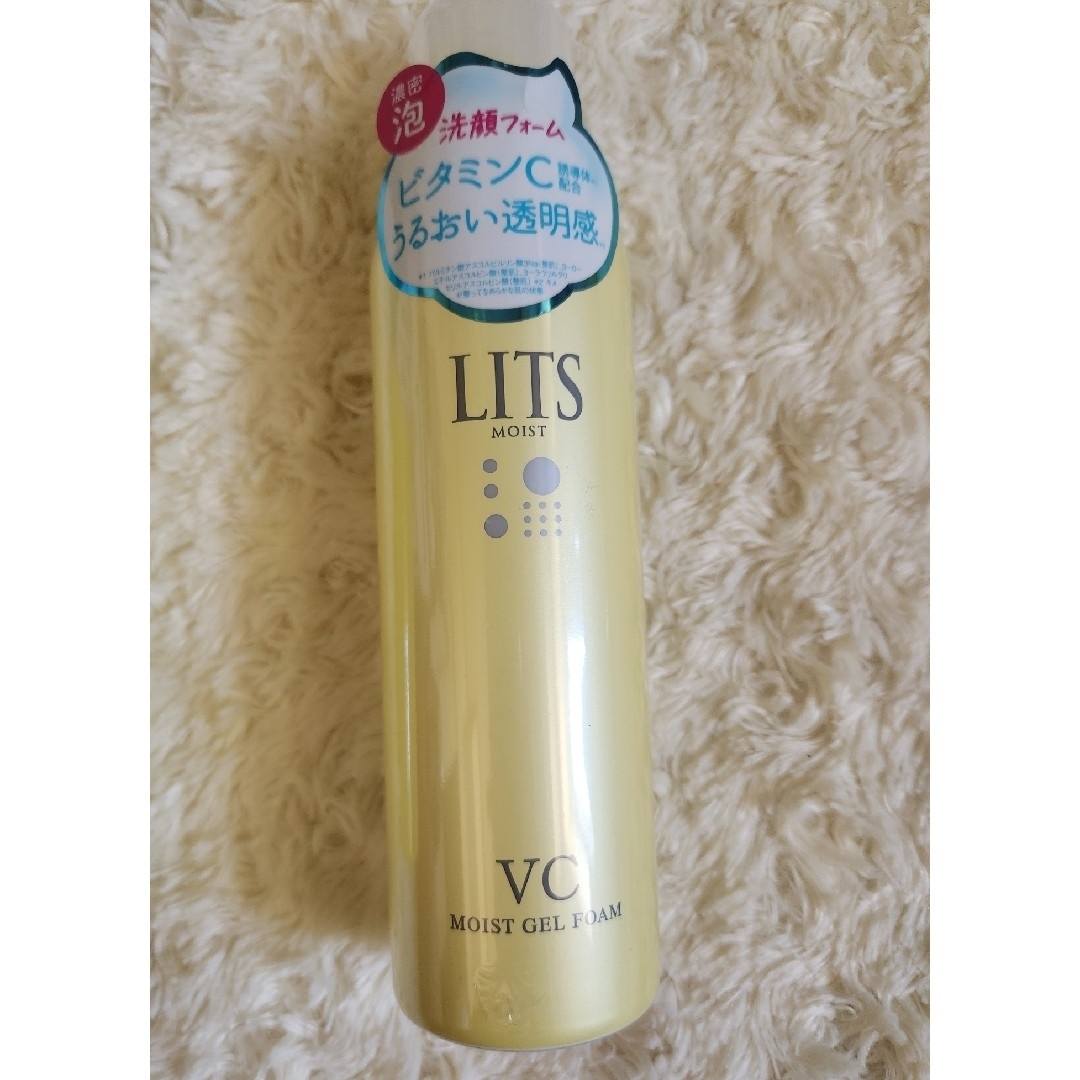 濃密
泡
洗顔フォーム
ビタミンC 誘導体※1
配合
うるおい透明感
LITS
MOIST
VC
MOIST GEL FOAM